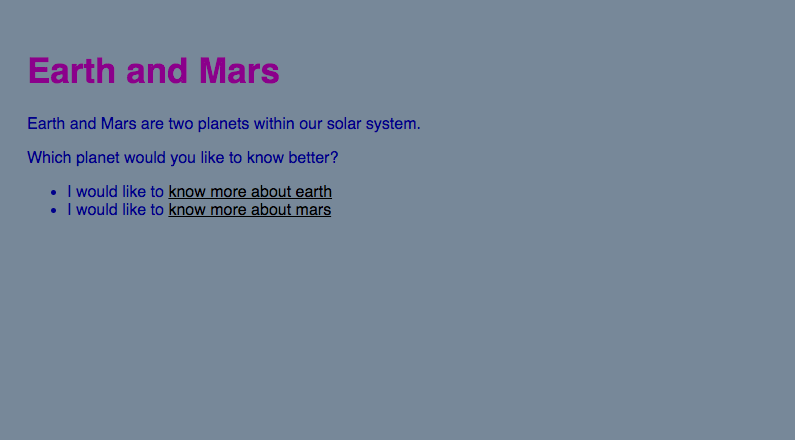 Earth and Mars
Earth and Mars are two planets within our solar system.
Which planet would you like to know better?
• I would like to know more about earth
• I would like to know more about mars